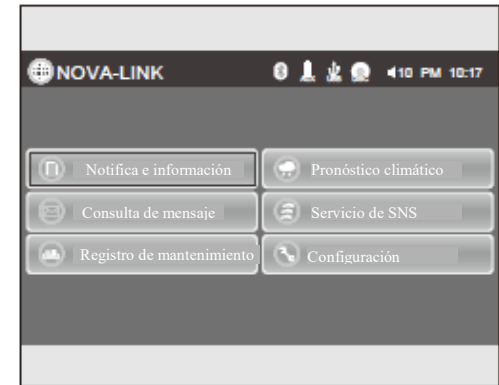 NOVA-LINK 10 PM 10:17
Notifica e información
Pronóstico climático
Consulta de mensaje
Servicio de SNS
Registro de mantenimiento
Configuración